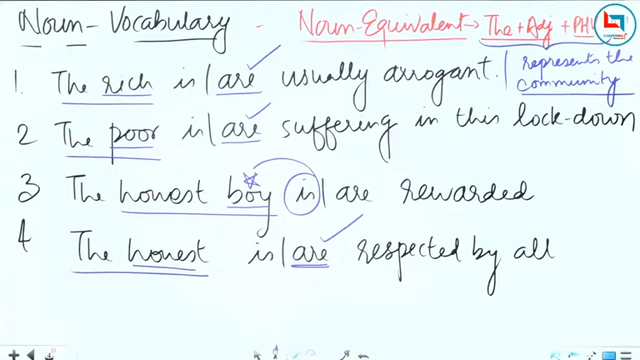 Noun-Vocabulary - Noun-Equivalent → The + Adj + PHV
1. The rich is/are ✓ usually arrogant. represents the community
2 The poor is/are ✓ suffering in this lock-down
3 The honest boy is/are rewarded
4 The honest is/are ✓ respected by all